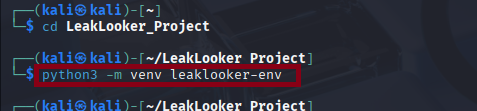 ┌──(kali㉿kali)-[~]
└─$ cd LeakLooker_Project
┌──(kali㉿kali)-[~/LeakLooker_Project]
└─$ python3 -m venv leaklooker-env
┌──(kali㉿kali)-[~/LeakLooker_Project]